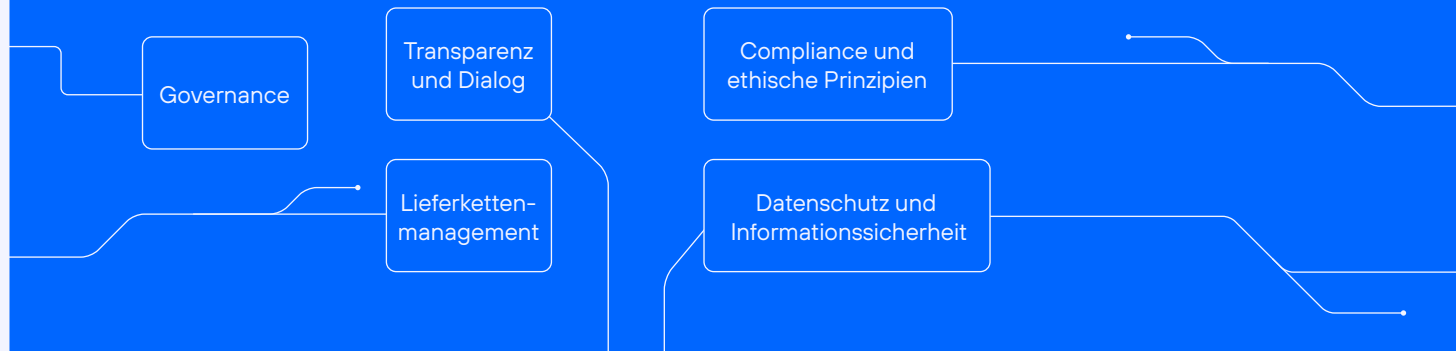 Governance
Transparenz
und Dialog
Compliance und
ethische Prinzipien
Lieferketten-
management
Datenschutz und
Informationssicherheit